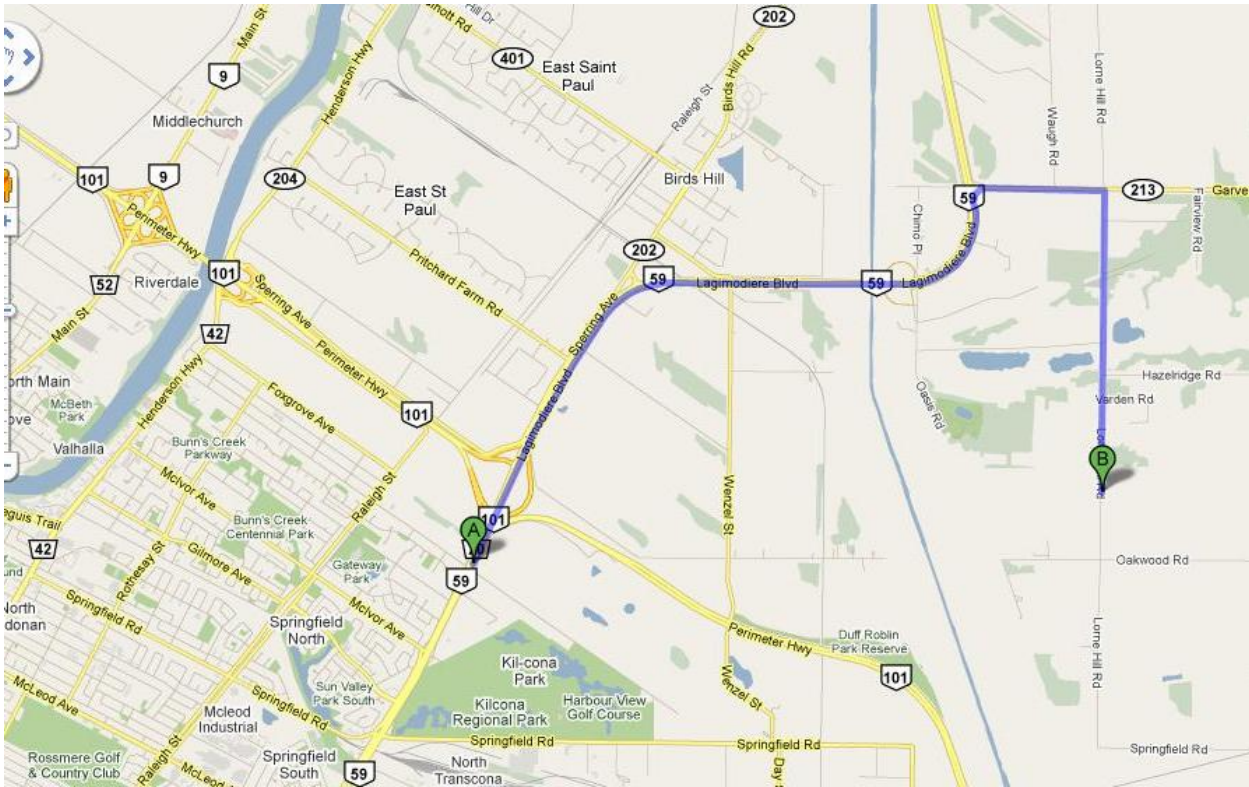 Main St
9
Henderson Hwy
Hill Dr
202
401
East Saint
Paul
Birds Hill Rd
Raleigh St
Middlechurch
101
9
204
East St
Paul
Birds Hill
Waugh Rd
Lorne Hill Rd
59
213
Fairview Rd
Perimeter Hwy
Chimo Pl
Pritchard Farm Rd
202
59
Lagimodiere Blvd
59
Lagimodiere Blvd
Riverdale
52
101
Sperring Ave
Sperring Ave
Main St
42
Henderson Hwy
Perimeter Hwy
Lagimodiere Blvd
Hazelridge Rd
Varden Rd
Oasis Rd
McBeth
Park
Foxgrove Ave
101
Valhalla
Bunn's Creek
Parkway
McIvor Ave
Raleigh St
B
Wenzel St
Bunn's Creek
Centennial Park
101
A
42
Rothesay St
Gilmore Ave
Gateway
Park
59
Oakwood Rd
McIvor Ave
Springfield Rd
Springfield
North
Perimeter Hwy
Duff Roblin
Park Reserve
Lorne Hill Rd
Kil-cona
Park
101
Sun Valley
Park South
Kilcona
Regional Park
Harbour View
Golf Course
Wenzel St
McLeod Ave
Mcleod
Industrial
Springfield Rd
Springfield Rd
Springfield Rd
Springfield Rd
Rossmere Golf
& Country Club
Raleigh St
Springfield
South
59
North
Transcona
Day St